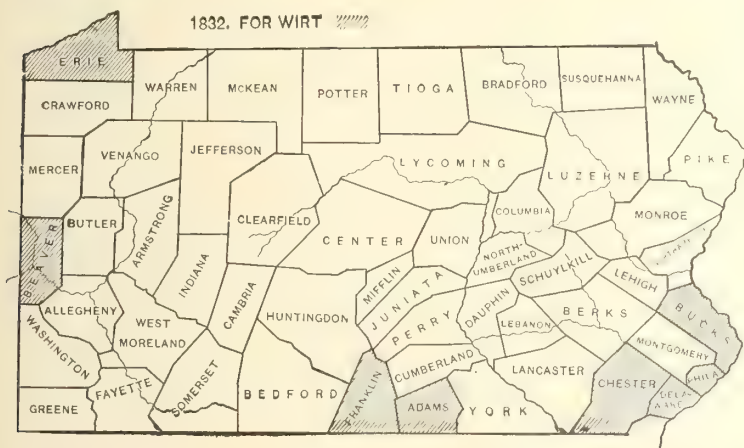 1832. FOR WIRT
ERIE
CRAWFORD
WARREN
McKEAN
POTTER
TIOGA
BRADFORD
SUSQUEHANNA
WAYNE
PIKE
MERCER
VENANGO
JEFFERSON
LYCOMING
LUZERNE
BEAVER
BUTLER
ARMSTRONG
CLEARFIELD
CENTER
UNION
COLUMBIA
MONROE
NORTH-
UMBERLAND
INDIANA
CAMBRIA
MIFFLIN
JUNIATA
PERRY
DAUPHIN
SCHUYLKILL
LEHIGH
BUCKS
ALLEGHENY
WEST
MORELAND
HUNTINGDON
LEBANON
BERKS
MONTGOMERY
WASHINGTON
FAYETTE
SOMERSET
BEDFORD
FRANKLIN
CUMBERLAND
ADAMS
YORK
LANCASTER
CHESTER
DELA-
WARE
PHILA
GREENE